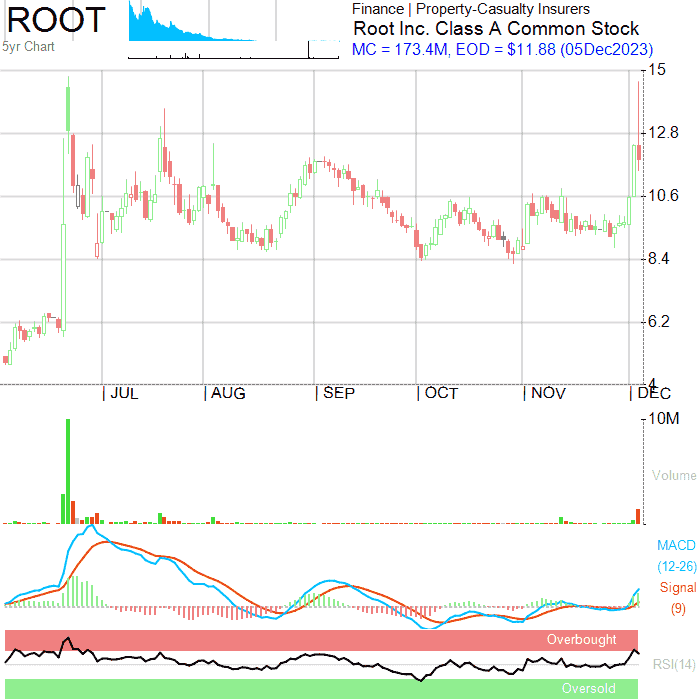 ROOT
5yr Chart
Finance | Property-Casualty Insurers
Root Inc. Class A Common Stock
MC = 173.4M, EOD = $11.88 (05Dec2023)
15
12.8
10.6
8.4
6.2
4
| JUL | AUG | SEP | OCT | NOV | DEC
10M
Volume
MACD
(12-26)
Signal
(9)
Overbought
RSI(14)
Oversold